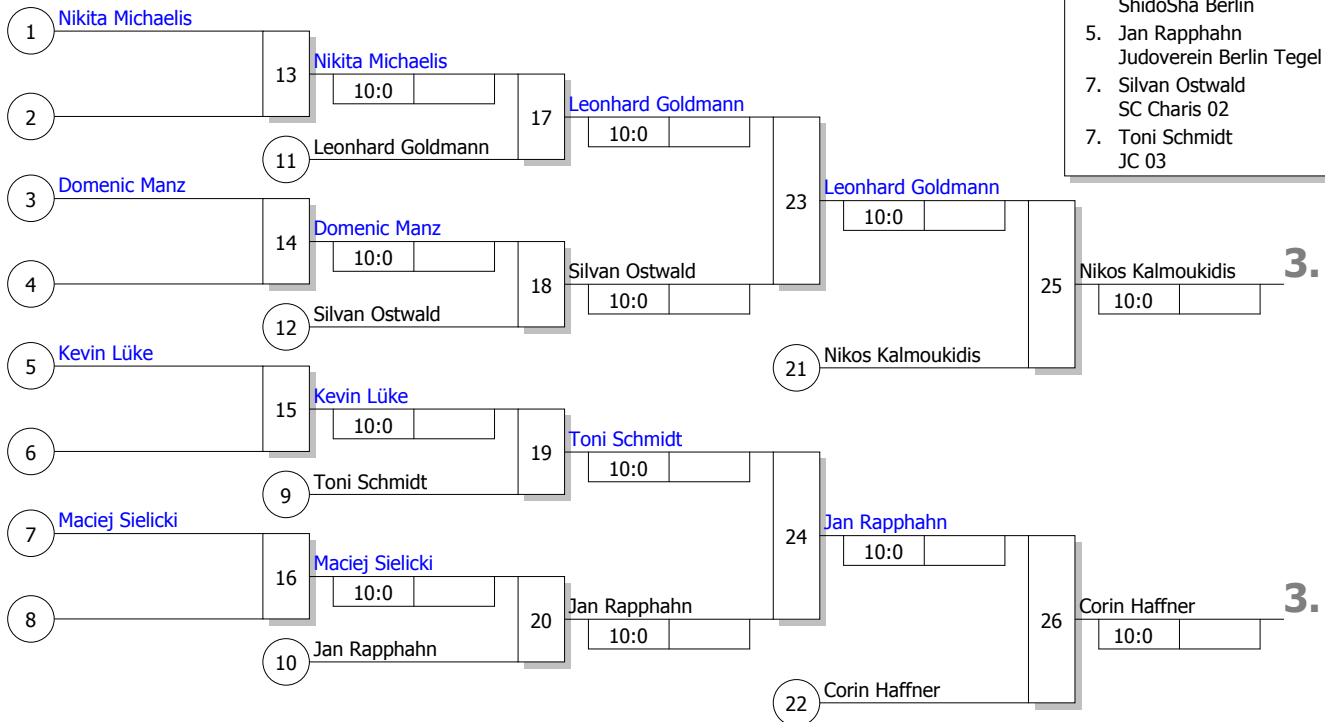 ShidoSha Berlin
5. Jan Rapphahn
Judoverein Berlin Tegel
7. Silvan Ostwald
SC Charis 02
7. Toni Schmidt
JC 03
1 Nikita Michaelis
13 Nikita Michaelis
10:0
2
17 Leonhard Goldmann
10:0
11 Leonhard Goldmann
3 Domenic Manz
23 Leonhard Goldmann
10:0
14 Domenic Manz
10:0
4
18 Silvan Ostwald
10:0
12 Silvan Ostwald
25 Nikos Kalmoukidis 3.
10:0
21 Nikos Kalmoukidis
5 Kevin Lüke
15 Kevin Lüke
10:0
6
19 Toni Schmidt
10:0
9 Toni Schmidt
7 Maciej Sielicki
24 Jan Rapphahn
10:0
16 Maciej Sielicki
10:0
8
20 Jan Rapphahn
10:0
10 Jan Rapphahn
26 Corin Haffner 3.
10:0
22 Corin Haffner